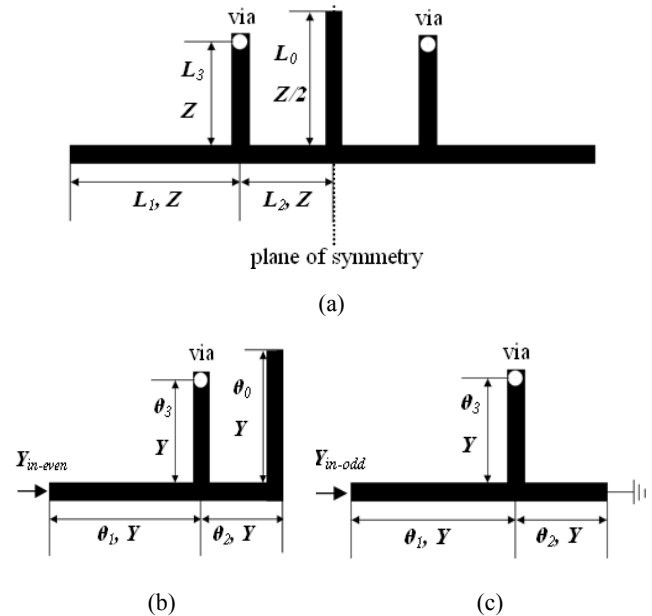 via
via
L3
Z
L0
Z/2
L1, Z
L2, Z
plane of symmetry
(a)
via
θ3
Y
θ0
Y
Yin-even
θ1, Y
θ2, Y
(b)
via
θ3
Y
Yin-odd
θ1, Y
θ2, Y
(c)